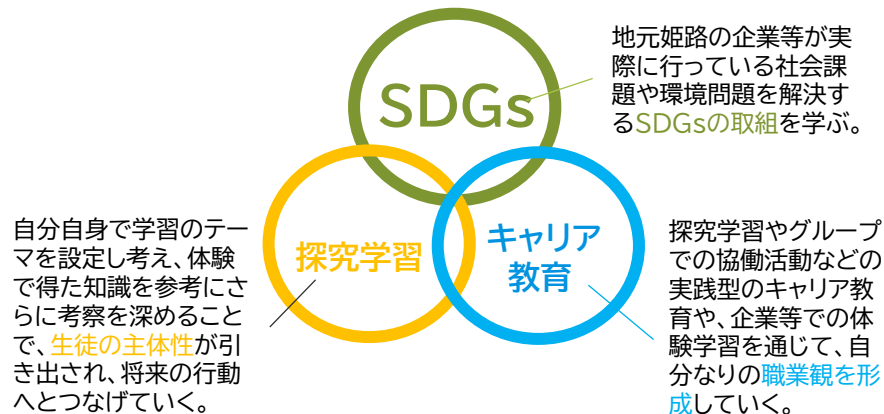 SDGs
地元姫路の企業等が実
際に行っている社会課
題や環境問題を解決す
るSDGsの取組を学ぶ。
探究学習
自分自身で学習のテー
マを設定し考え、体験
で得た知識を参考にさ
らに考察を深めること
で、生徒の主体性が引
き出され、将来の行動
へとつなげていく。
キャリア
教育
探究学習やグループ
での協働活動などの
実践型のキャリア教
育や、企業等での体
験学習を通じて、自
分なりの職業観を形
成していく。